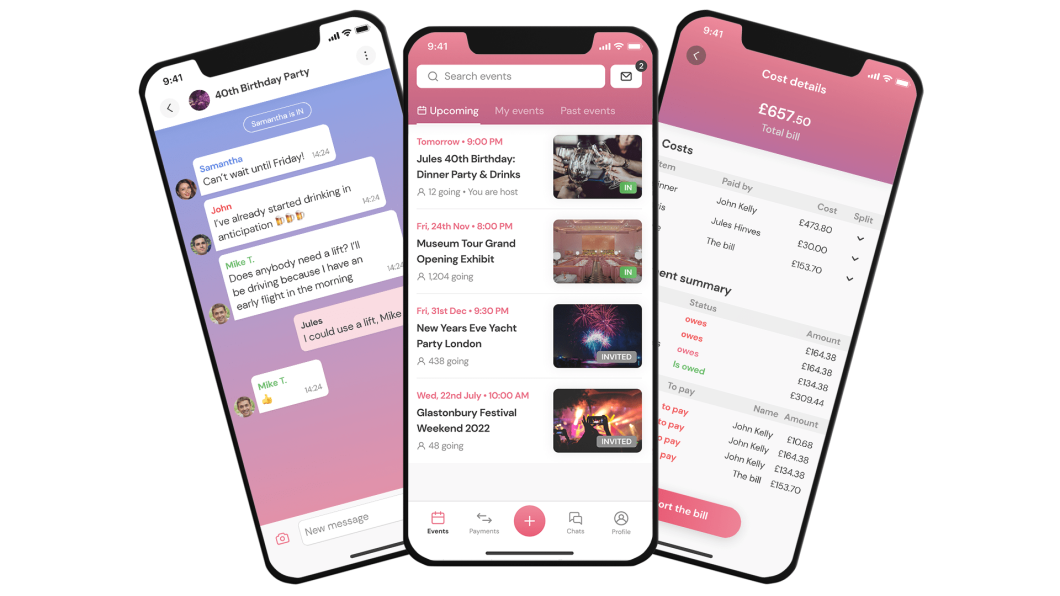 9:41
40th Birthday Party
Samantha is IN
Samantha
Can't wait until Friday!
14:24
John
I've already started drinking in
anticipation 🍺🍺🍺
14:24
Mike T.
Does anybody need a lift? I'll
be driving because I have an
early flight in the morning
14:24
Jules
I could use a lift, Mike
Mike T.
👍
14:24
New message
9:41
Search events
2
Upcoming
My events
Past events
Tomorrow • 9:00 PM
Jules 40th Birthday:
Dinner Party & Drinks
12 going • You are host
IN
Fri, 24th Nov • 8:00 PM
Museum Tour Grand
Opening Exhibit
1,204 going
IN
Fri, 31st Dec • 9:30 PM
New Years Eve Yacht
Party London
438 going
INVITED
Wed, 22nd July • 10:00 AM
Glastonbury Festival
Weekend 2022
48 going
INVITED
Events
Payments
Chats
Profile
9:41
Cost details
£657.50
Total bill
Costs
Paid by
Cost
Split
John Kelly
£473.80
Jules Hinves
£30.00
The bill
£153.70
summary
Status
Amount
owes
£164.38
owes
£164.38
owes
£134.38
Is owed
£309.44
To pay
Name
Amount
to pay
John Kelly
£10.68
to pay
John Kelly
£164.38
pay
John Kelly
£134.38
pay
The bill
£153.70
the bill